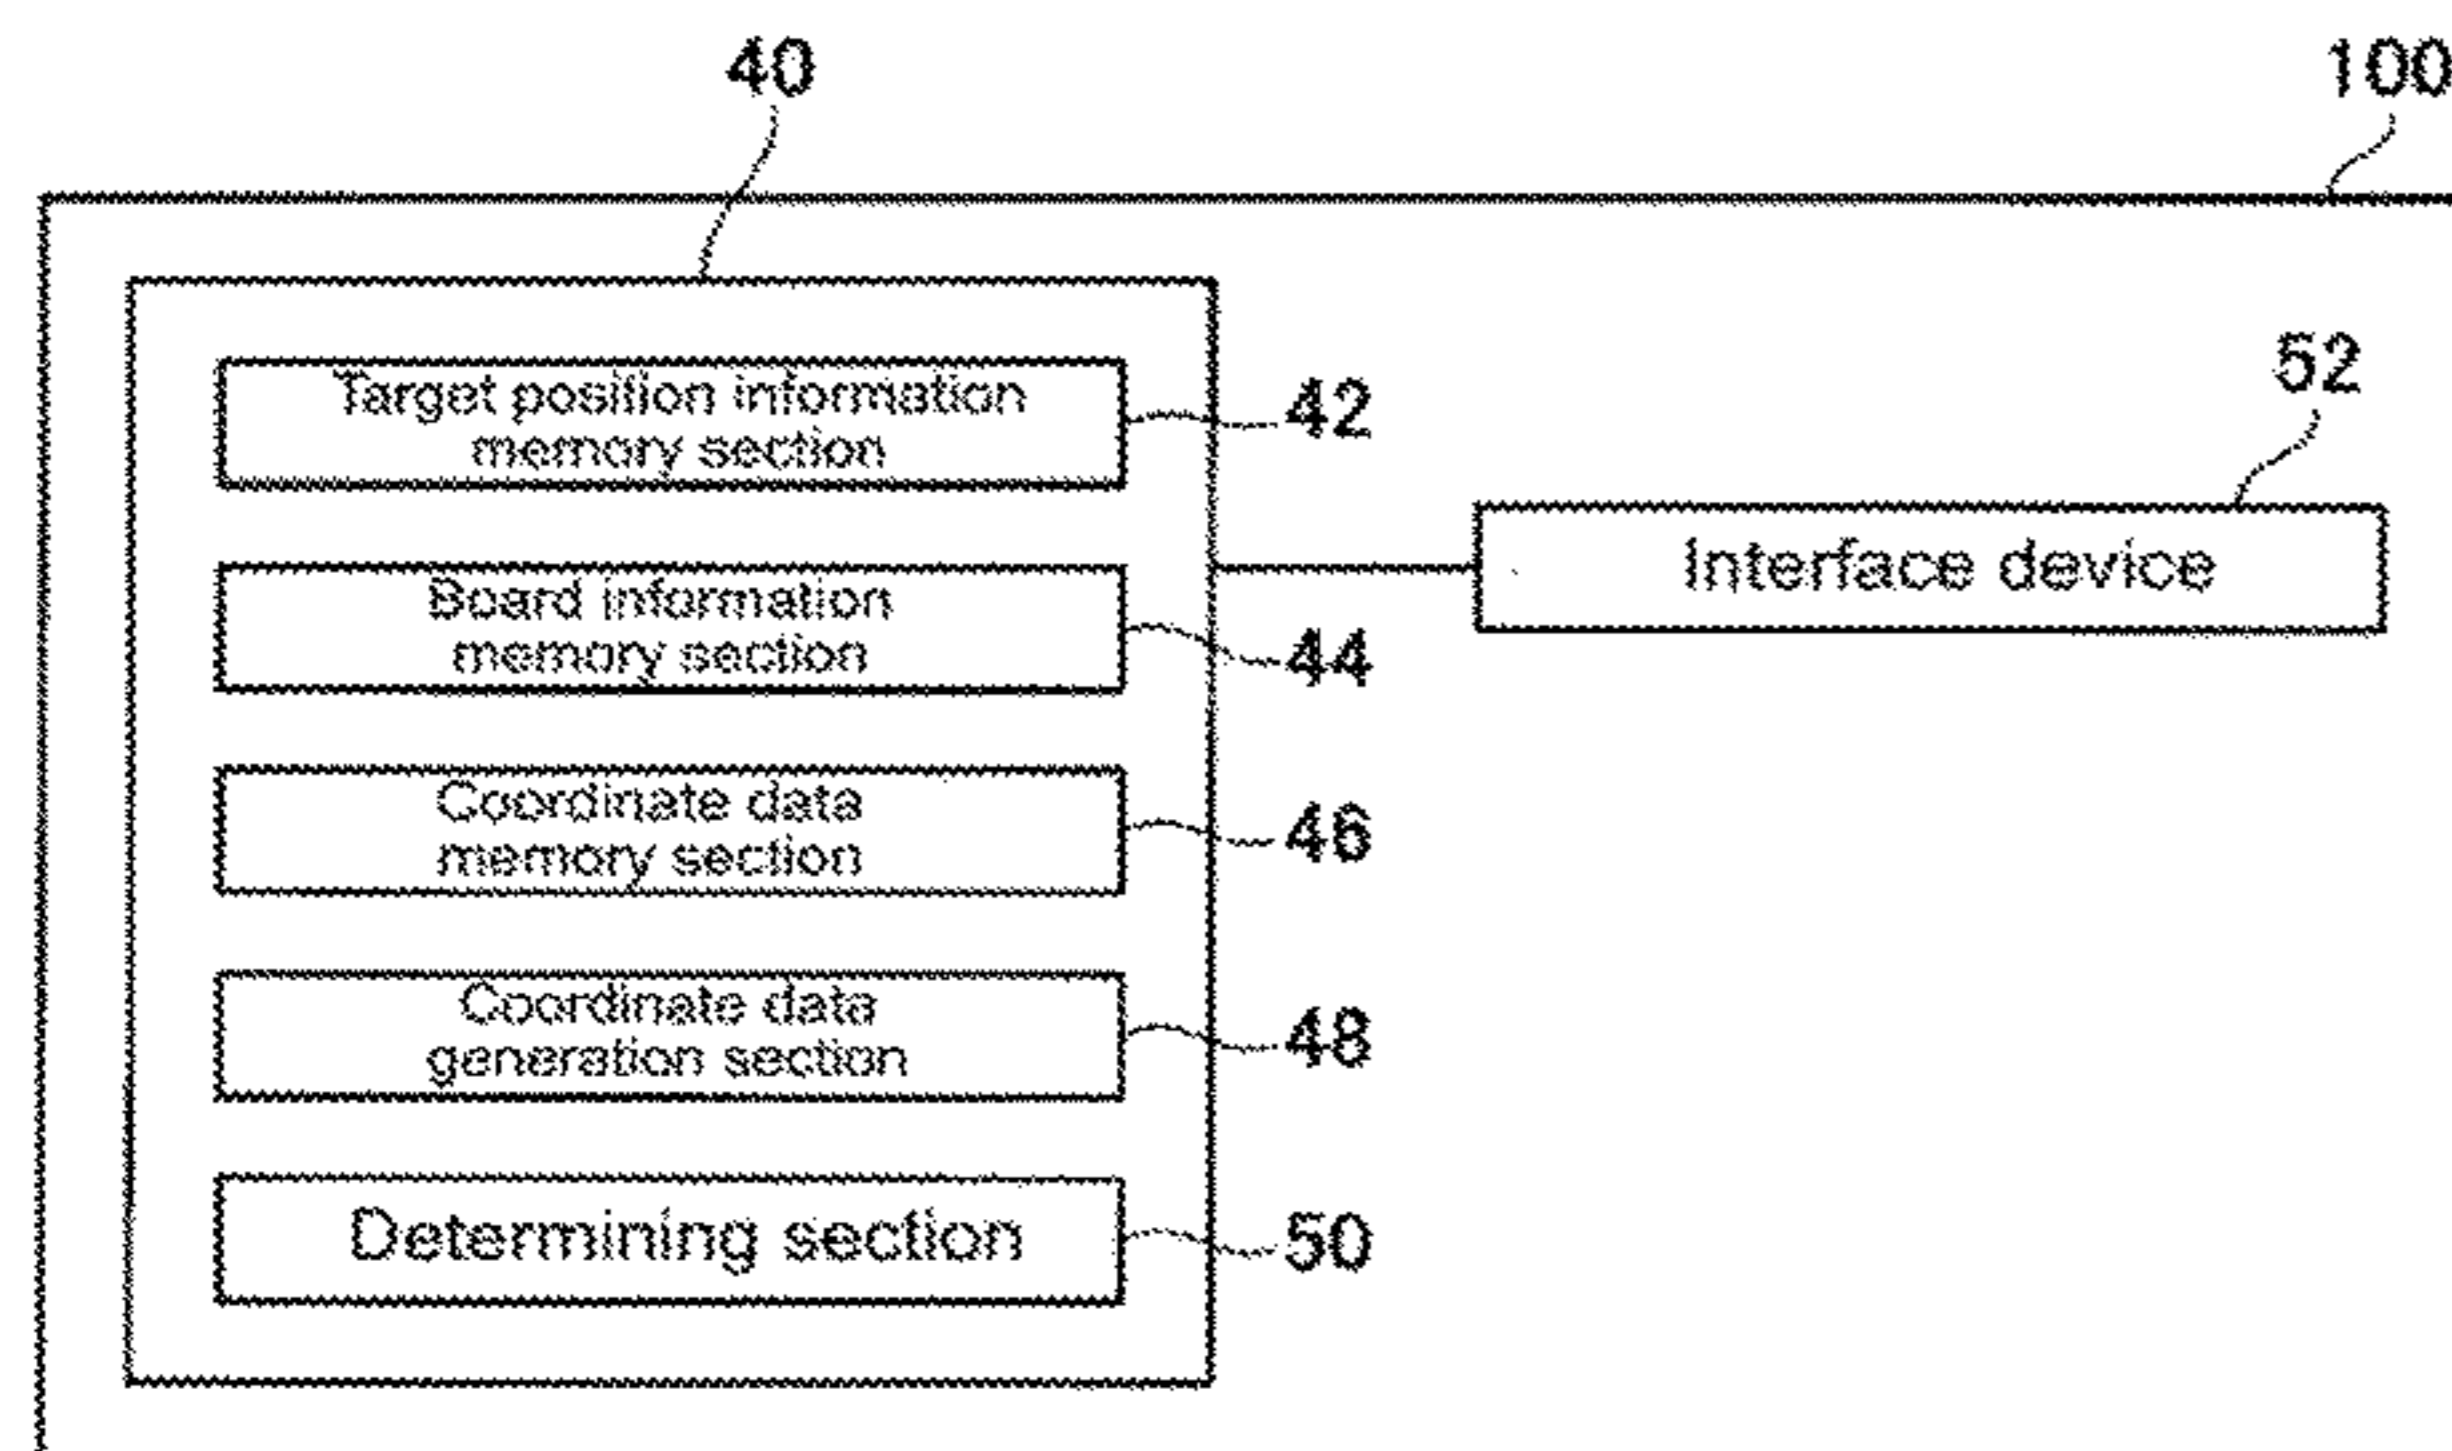 40
100
Target position information
memory section
42
52
Interface device
Board information
memory section
44
Coordinate data
memory section
46
Coordinate data
generation section
48
Determining section
50